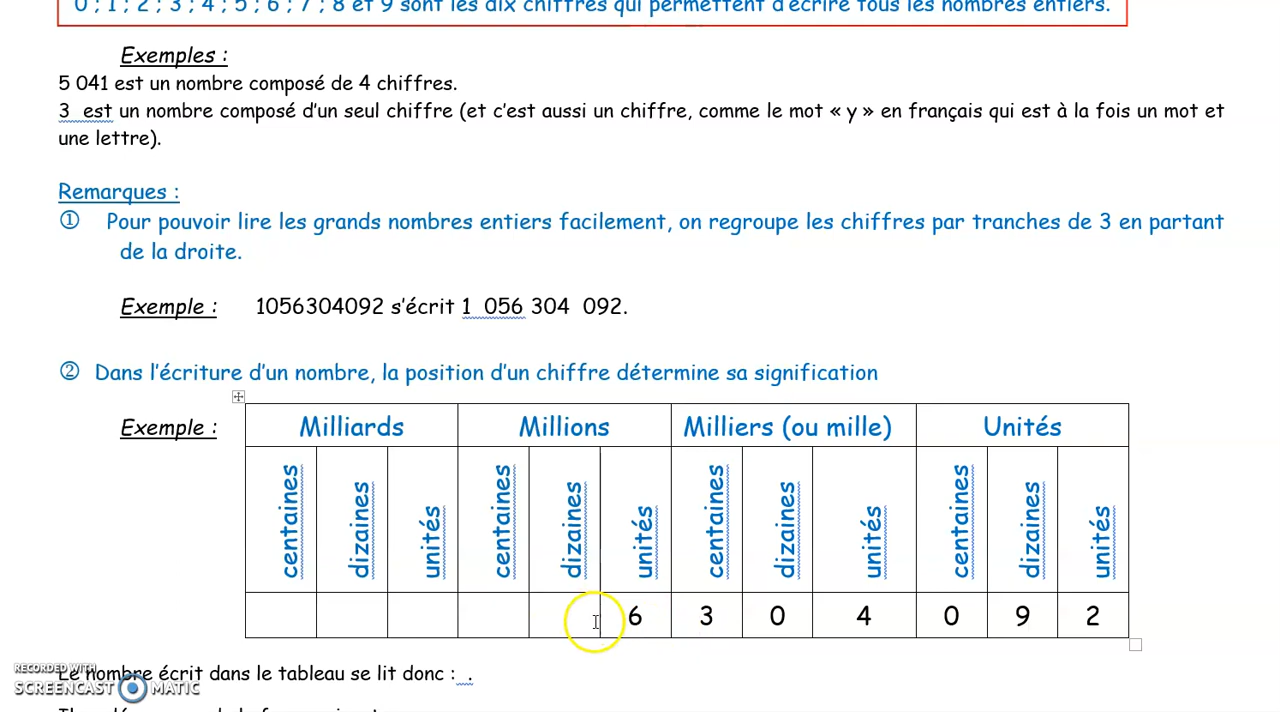 0 ; 1 ; 2 ; 3 ; 4 ; 5 ; 6 ; 7 ; 8 et 9 sont les dix chiffres qui permettent d'écrire tous les nombres entiers.
Exemples :
5 041 est un nombre composé de 4 chiffres.
3 est un nombre composé d'un seul chiffre (et c'est aussi un chiffre, comme le mot « y » en français qui est à la fois un mot et
une lettre).
Remarques :
① Pour pouvoir lire les grands nombres entiers facilement, on regroupe les chiffres par tranches de 3 en partant
de la droite.
Exemple : 1056304092 s'écrit 1 056 304 092.
② Dans l'écriture d'un nombre, la position d'un chiffre détermine sa signification
Exemple : Milliards Millions Milliers (ou mille) Unités
centaines dizaines unités centaines dizaines unités centaines dizaines unités centaines dizaines unités
6 3 0 4 0 9 2
Le nombre écrit dans le tableau se lit donc : .
RECORDED WITH
SCREENCAST MATIC